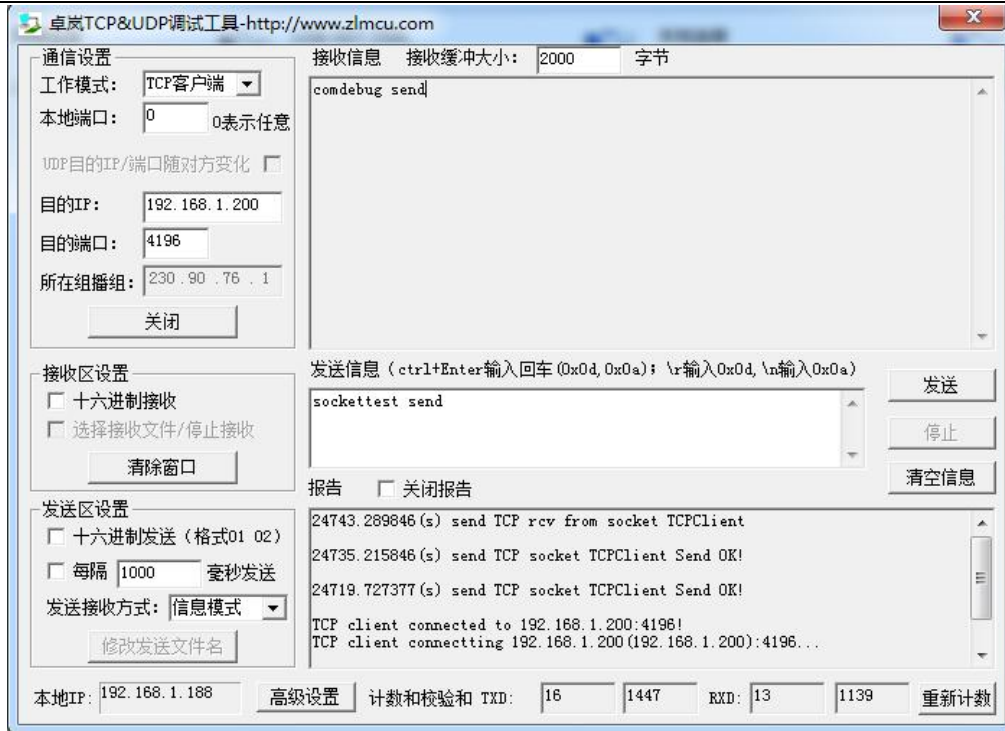 卓岚TCP&UDP调试工具-http://www.zlmcu.com
通信设置
工作模式： TCP客户端
本地端口： 0 0表示任意
UDP目的IP/端口随对方变化
目的IP： 192.168.1.200
目的端口： 4196
所在组播组： 230 .90 .76 . 1
关闭
接收区设置
十六进制接收
选择接收文件/停止接收
清除窗口
发送区设置
十六进制发送（格式01 02）
每隔 1000 毫秒发送
发送接收方式： 信息模式
修改发送文件名
接收信息 接收缓冲大小： 2000 字节
comdebug send
发送信息（ctrl+Enter输入回车(0x0d,0x0a)；\r输入0x0d,\n输入0x0a）
sockettest send
发送
停止
清空信息
报告 关闭报告
24743.289846(s) send TCP rcv from socket TCPClient
24735.215846(s) send TCP socket TCPClient Send OK!
24719.727377(s) send TCP socket TCPClient Send OK!
TCP client connected to 192.168.1.200:4196!
TCP client connectting 192.168.1.200(192.168.1.200):4196...
本地IP: 192.168.1.188 高级设置 计数和校验和 TXD: 16 1447 RXD: 13 1139 重新计数